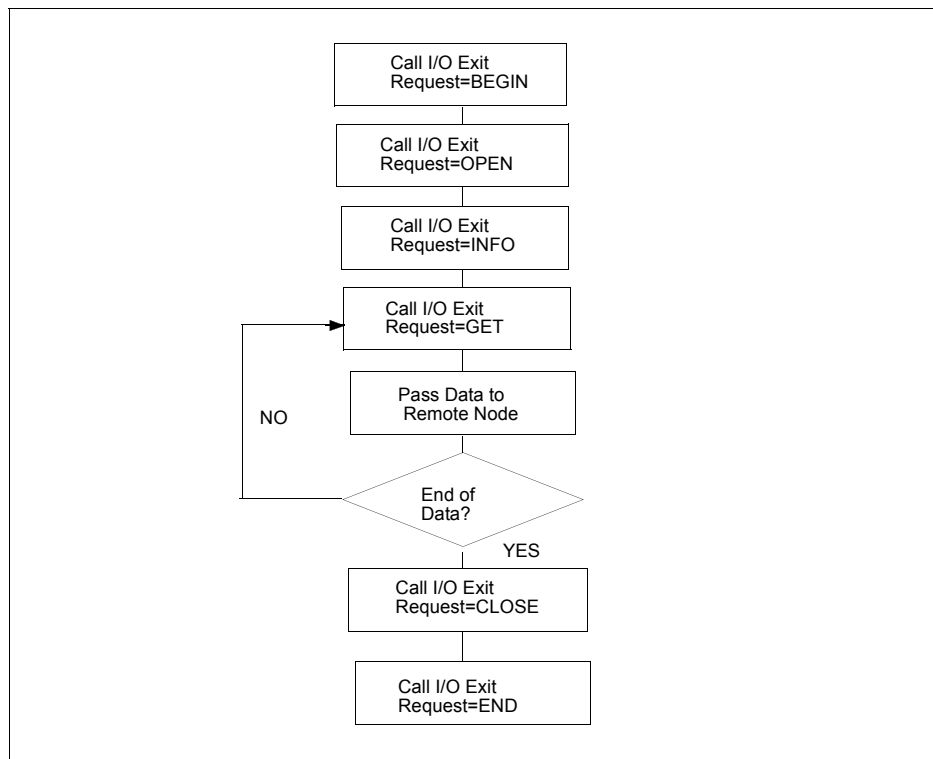 Call I/O Exit
Request=BEGIN
Call I/O Exit
Request=OPEN
Call I/O Exit
Request=INFO
Call I/O Exit
Request=GET
Pass Data to
Remote Node
NO
End of
Data?
YES
Call I/O Exit
Request=CLOSE
Call I/O Exit
Request=END